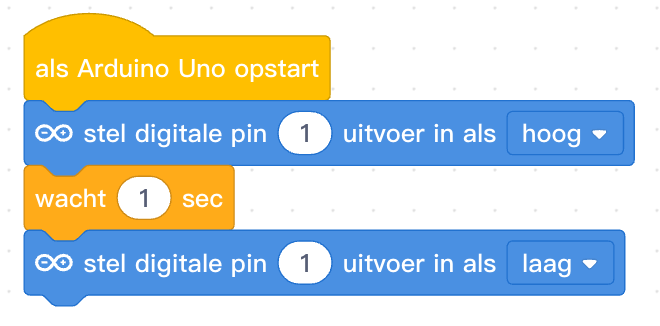 als Arduino Uno opstart
stel digitale pin 1 uitvoer in als hoog
wacht 1 sec
stel digitale pin 1 uitvoer in als laag